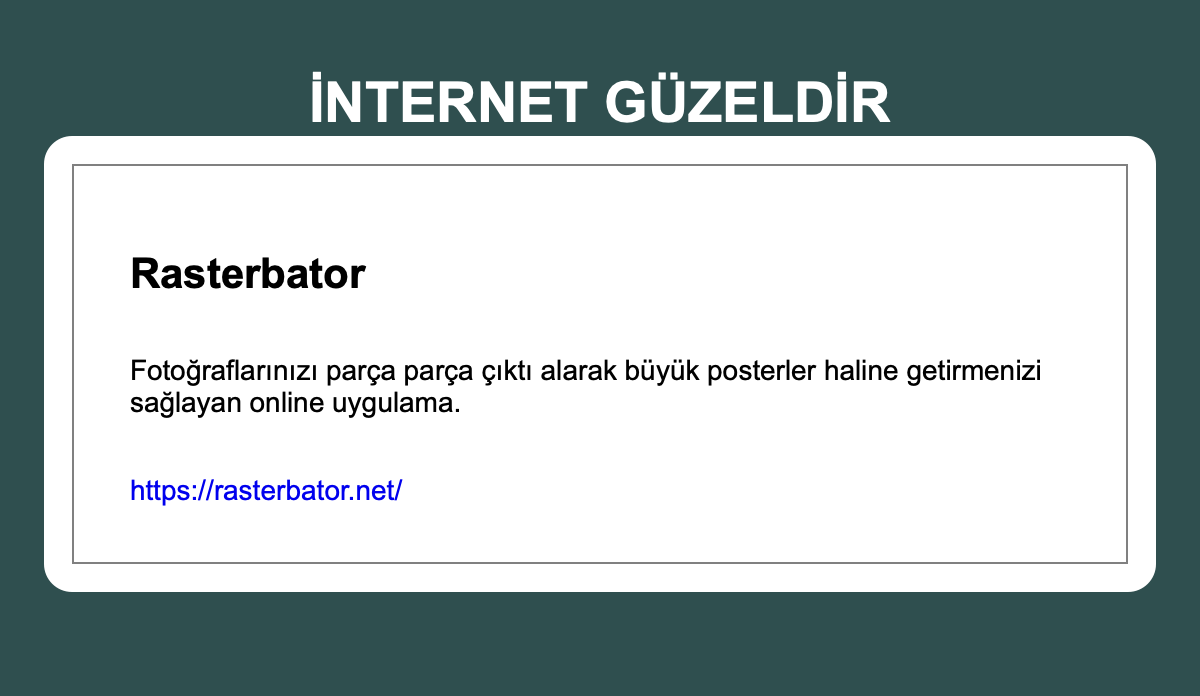 İNTERNET GÜZELDİR
Rasterbator
Fotoğraflarınızı parça parça çıktı alarak büyük posterler haline getirmenizi
sağlayan online uygulama.
https://rasterbator.net/